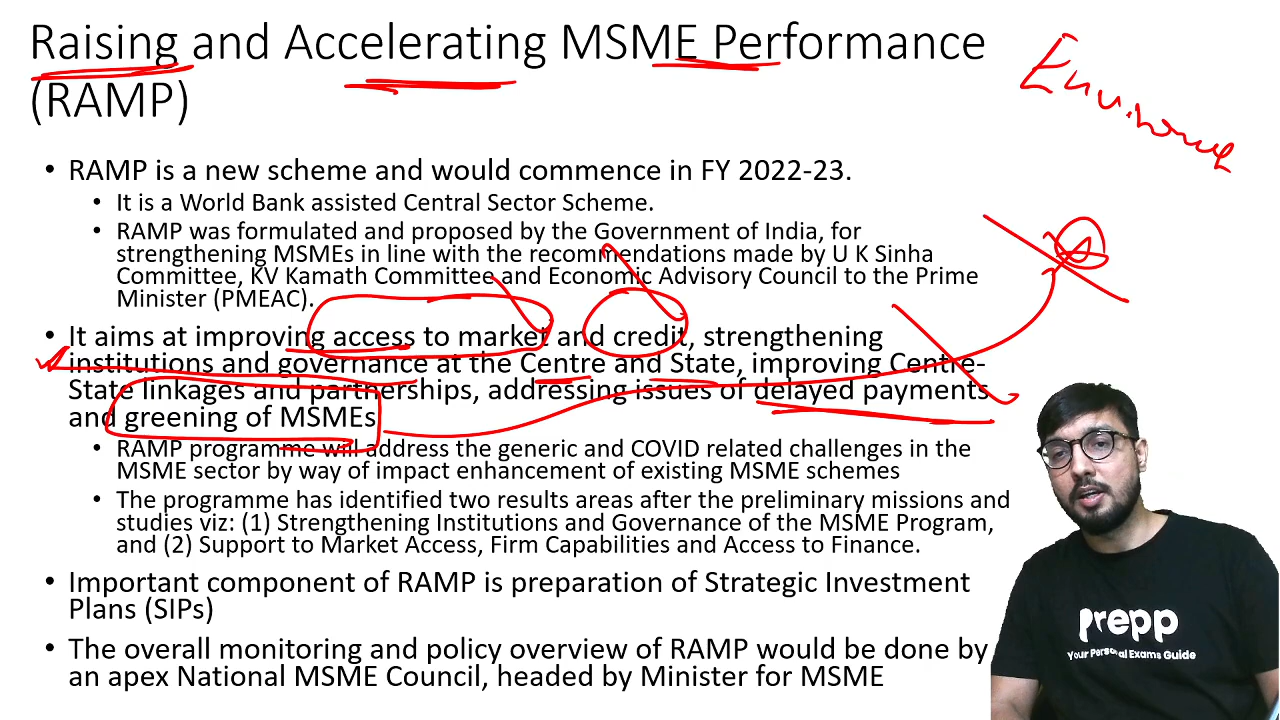 Raising and Accelerating MSME Performance
(RAMP)
• RAMP is a new scheme and would commence in FY 2022-23.
• It is a World Bank assisted Central Sector Scheme.
• RAMP was formulated and proposed by the Government of India, for
strengthening MSMEs in line with the recommendations made by U K Sinha
Committee, KV Kamath Committee and Economic Advisory Council to the Prime
Minister (PMEAC).
• It aims at improving access to market and credit, strengthening
institutions and governance at the Centre and State, improving Centre-
State linkages and partnerships, addressing issues of delayed payments
and greening of MSMEs
• RAMP programme will address the generic and COVID related challenges in the
MSME sector by way of impact enhancement of existing MSME schemes
• The programme has identified two results areas after the preliminary missions and
studies viz: (1) Strengthening Institutions and Governance of the MSME Program,
and (2) Support to Market Access, Firm Capabilities and Access to Finance.
• Important component of RAMP is preparation of Strategic Investment
Plans (SIPs)
• The overall monitoring and policy overview of RAMP would be done by
an apex National MSME Council, headed by Minister for MSME
prepp
Your Personal Exams Guide